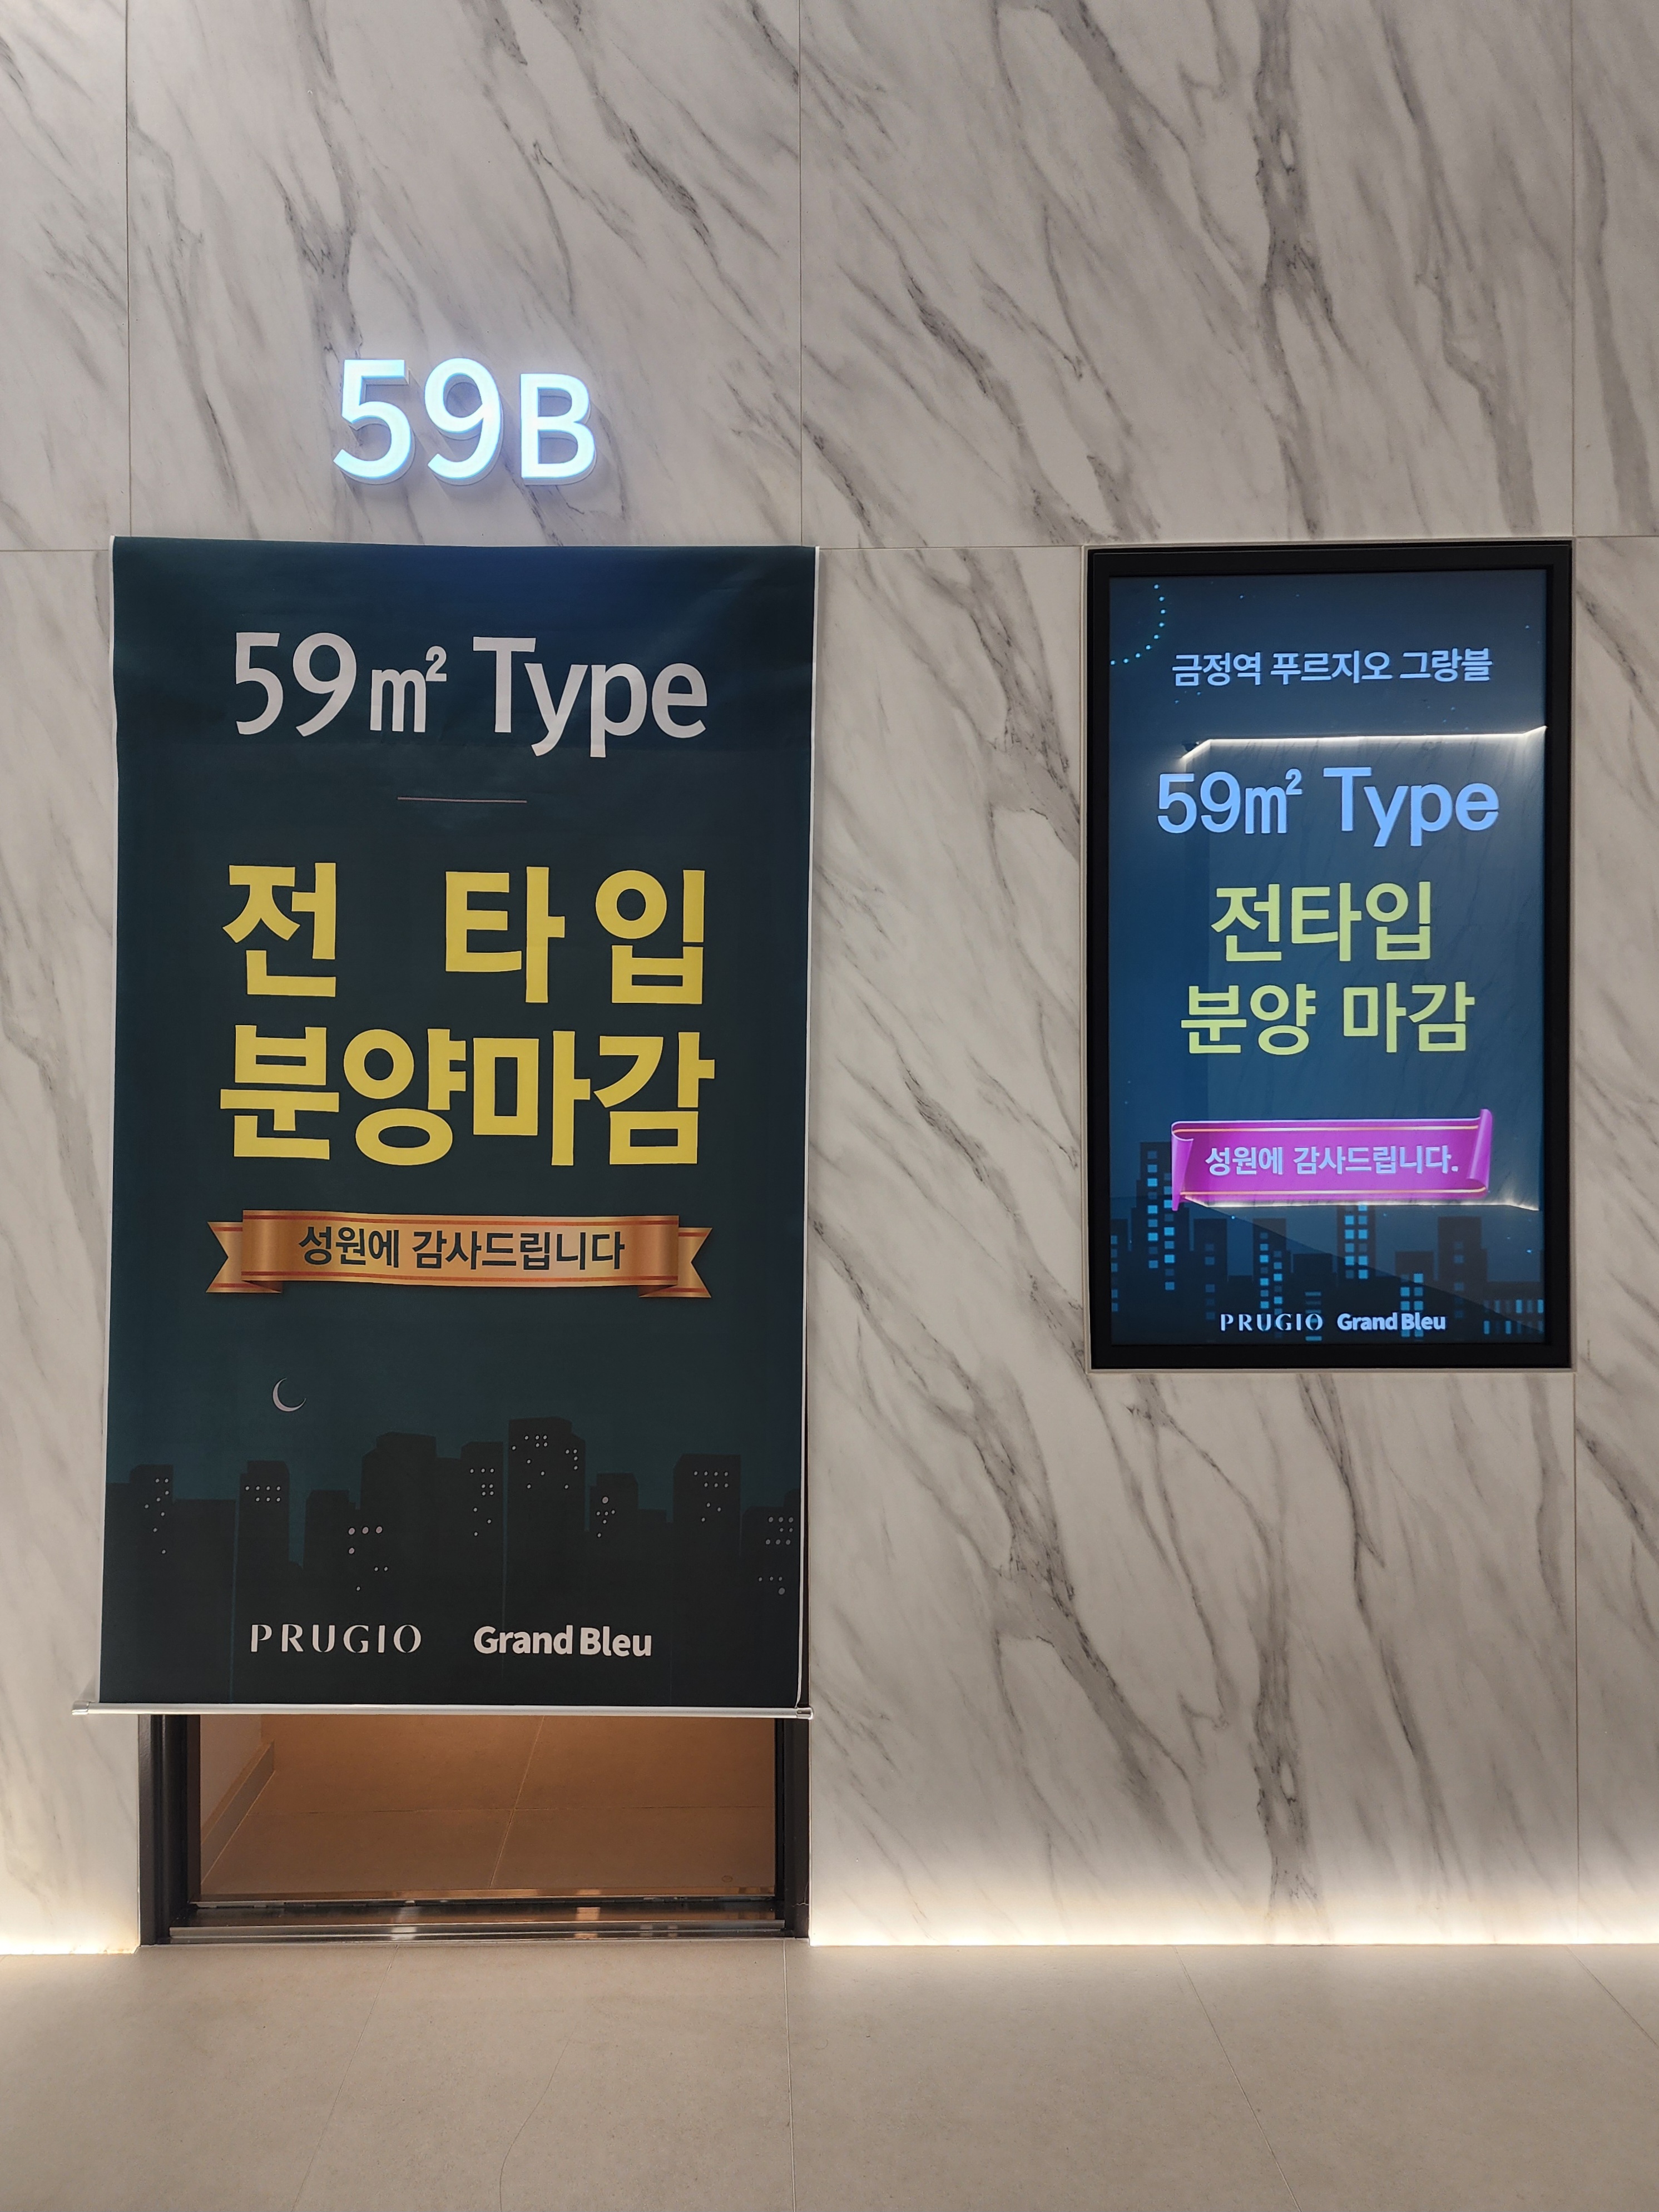 59B
59㎡ Type
전 타입
분양마감
성원에 감사드립니다
PRUGIO Grand Bleu
금정역 푸르지오 그랑블
59㎡ Type
전타입
분양 마감
성원에 감사드립니다.
PRUGIO Grand Bleu